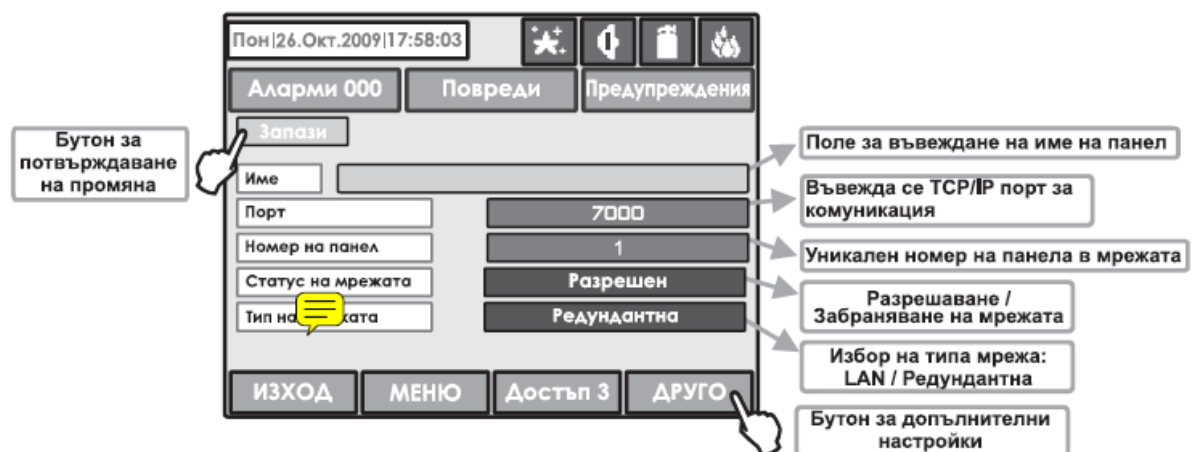 Пон|26.Окт.2009|17:58:03
Аларми 000
Повреди
Предупреждения
Запази
Бутон за
потвърждаване
на промяна
Име
Поле за въвеждане на име на панел
Порт
7000
Въвежда се TCP/IP порт за
комуникация
Номер на панел
1
Уникален номер на панела в мрежата
Статус на мрежата
Разрешен
Разрешаване /
Забраняване на мрежата
Тип на ката
Редундантна
Избор на типа мрежа:
LAN / Редундантна
ИЗХОД
МЕНЮ
Достъп 3
ДРУГО
Бутон за допълнителни
настройки